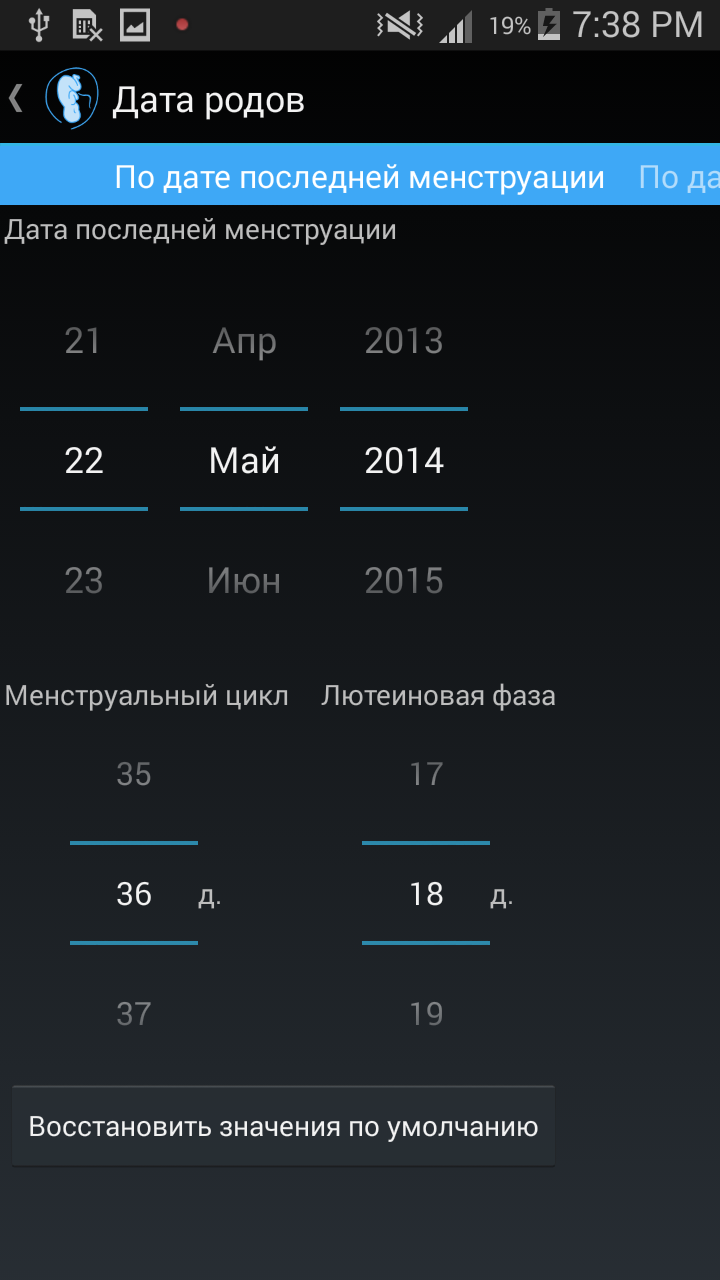 19% 7:38 PM
Дата родов
По дате последней менструации По да
Дата последней менструации
21 Апр 2013
22 Май 2014
23 Июн 2015
Менструальный цикл Лютеиновая фаза
35 17
36 д. 18 д.
37 19
Восстановить значения по умолчанию